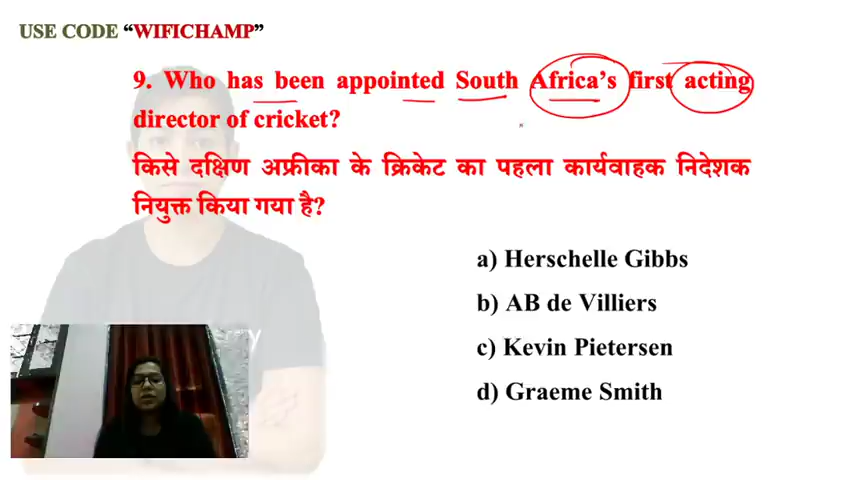 USE CODE “WIFICHAMP”
9. Who has been appointed South Africa’s first acting
director of cricket?
किसे दक्षिण अफ्रीका के क्रिकेट का पहला कार्यवाहक निदेशक
नियुक्त किया गया है?
a) Herschelle Gibbs
b) AB de Villiers
c) Kevin Pietersen
d) Graeme Smith